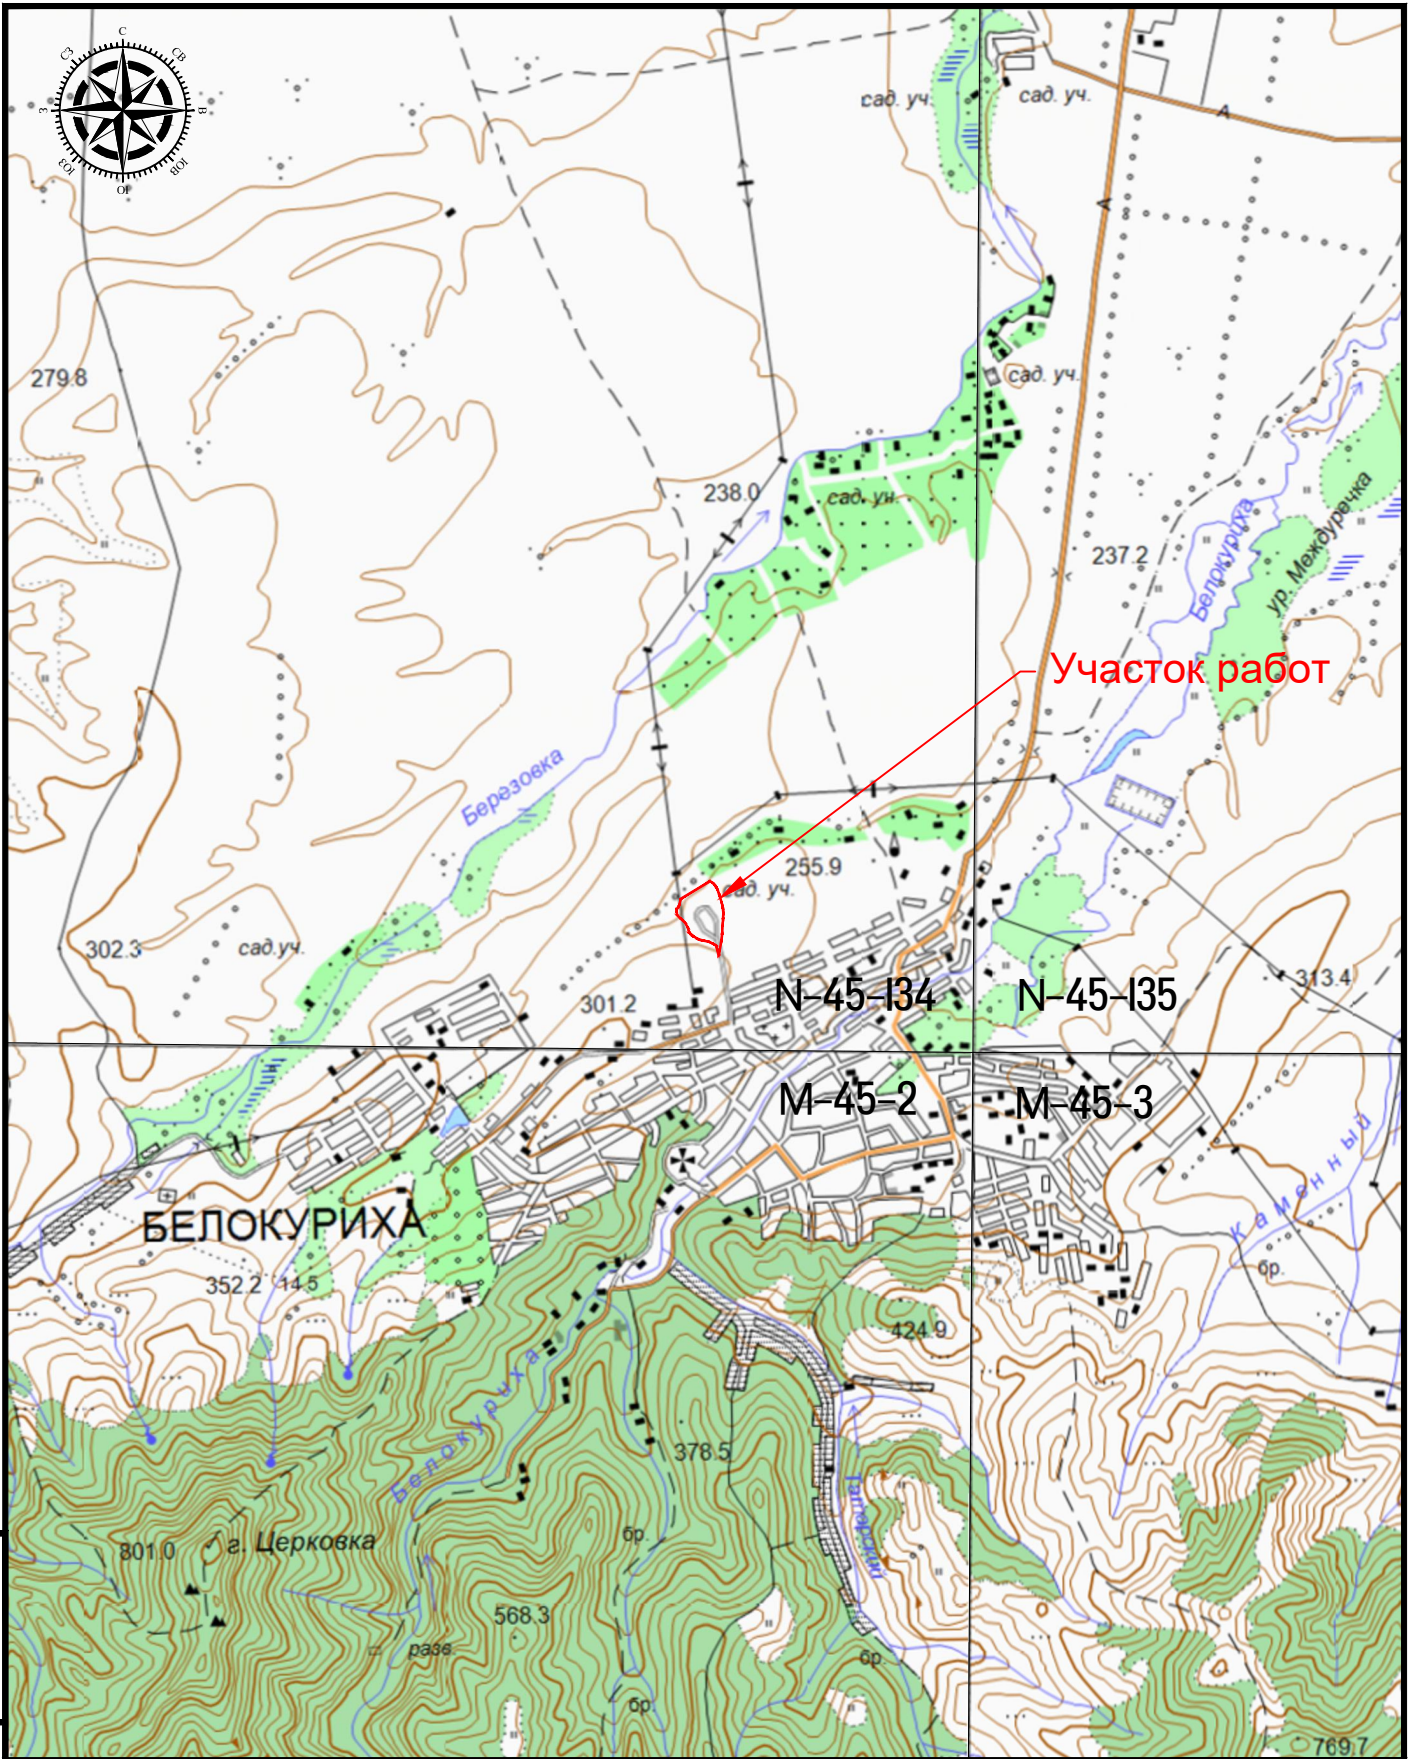 С
СЗ
СВ
З
В
ЮЗ
ЮВ
Ю
сад. уч.
сад. уч.
А
А
279.8
сад. уч.
238.0
сад. уч.
237.2
Белокуриха
ур. Междуречка
Участок работ
Березовка
255.9
сад. уч.
302.3
сад.уч.
301.2
N-45-134
N-45-135
313.4
М-45-2
М-45-3
Каменный
БЕЛОКУРИХА
бр.
352.2
14.5
424.9
Белокуриха
378.5
Татарский
801.0
г. Церковка
бр.
568.3
разв.
бр.
бр.
769.7